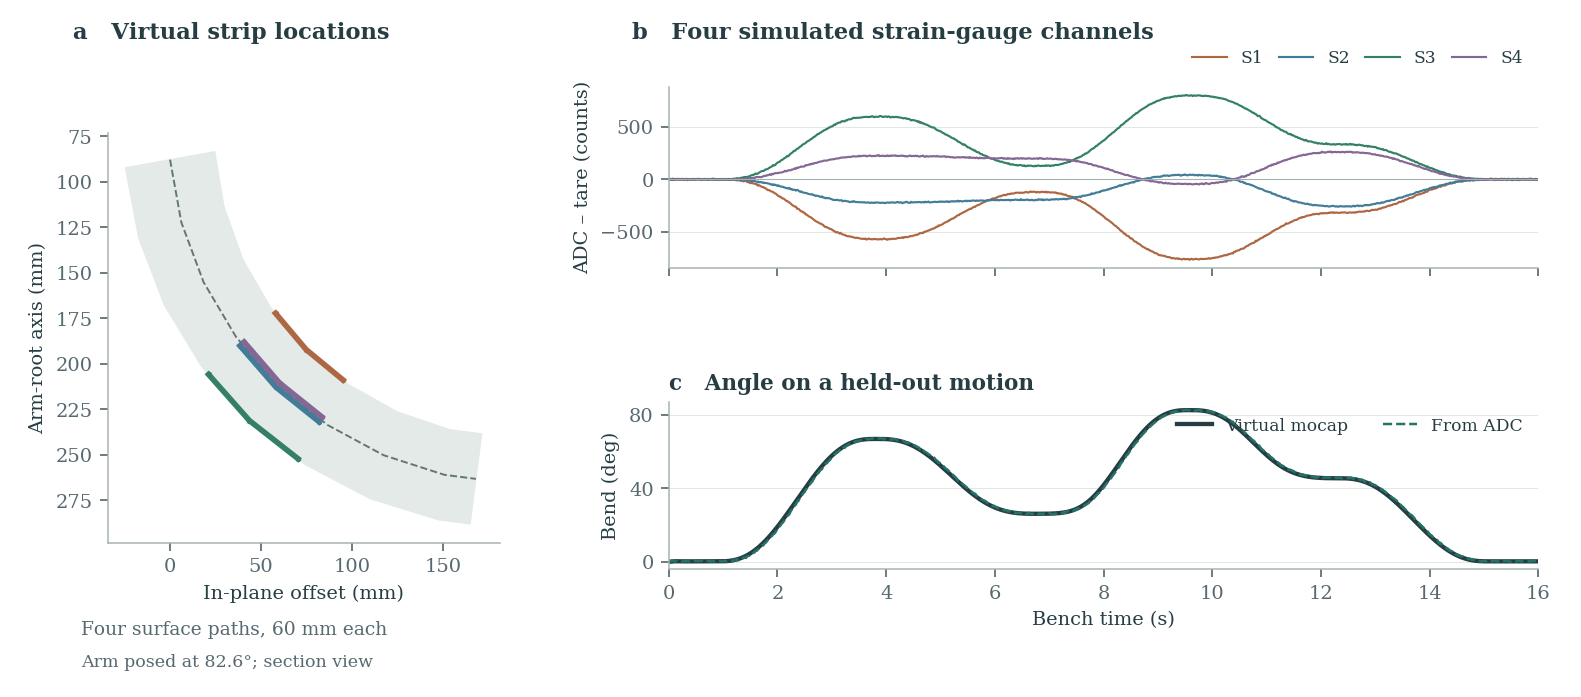 a Virtual strip locations
75
100
125
150
175
200
225
250
275
Arm-root axis (mm)
0 50 100 150
In-plane offset (mm)
Four surface paths, 60 mm each
Arm posed at 82.6°; section view
b Four simulated strain-gauge channels
S1 S2 S3 S4
500
0
−500
ADC – tare (counts)
c Angle on a held-out motion
Virtual mocap From ADC
80
40
0
Bend (deg)
0 2 4 6 8 10 12 14 16
Bench time (s)